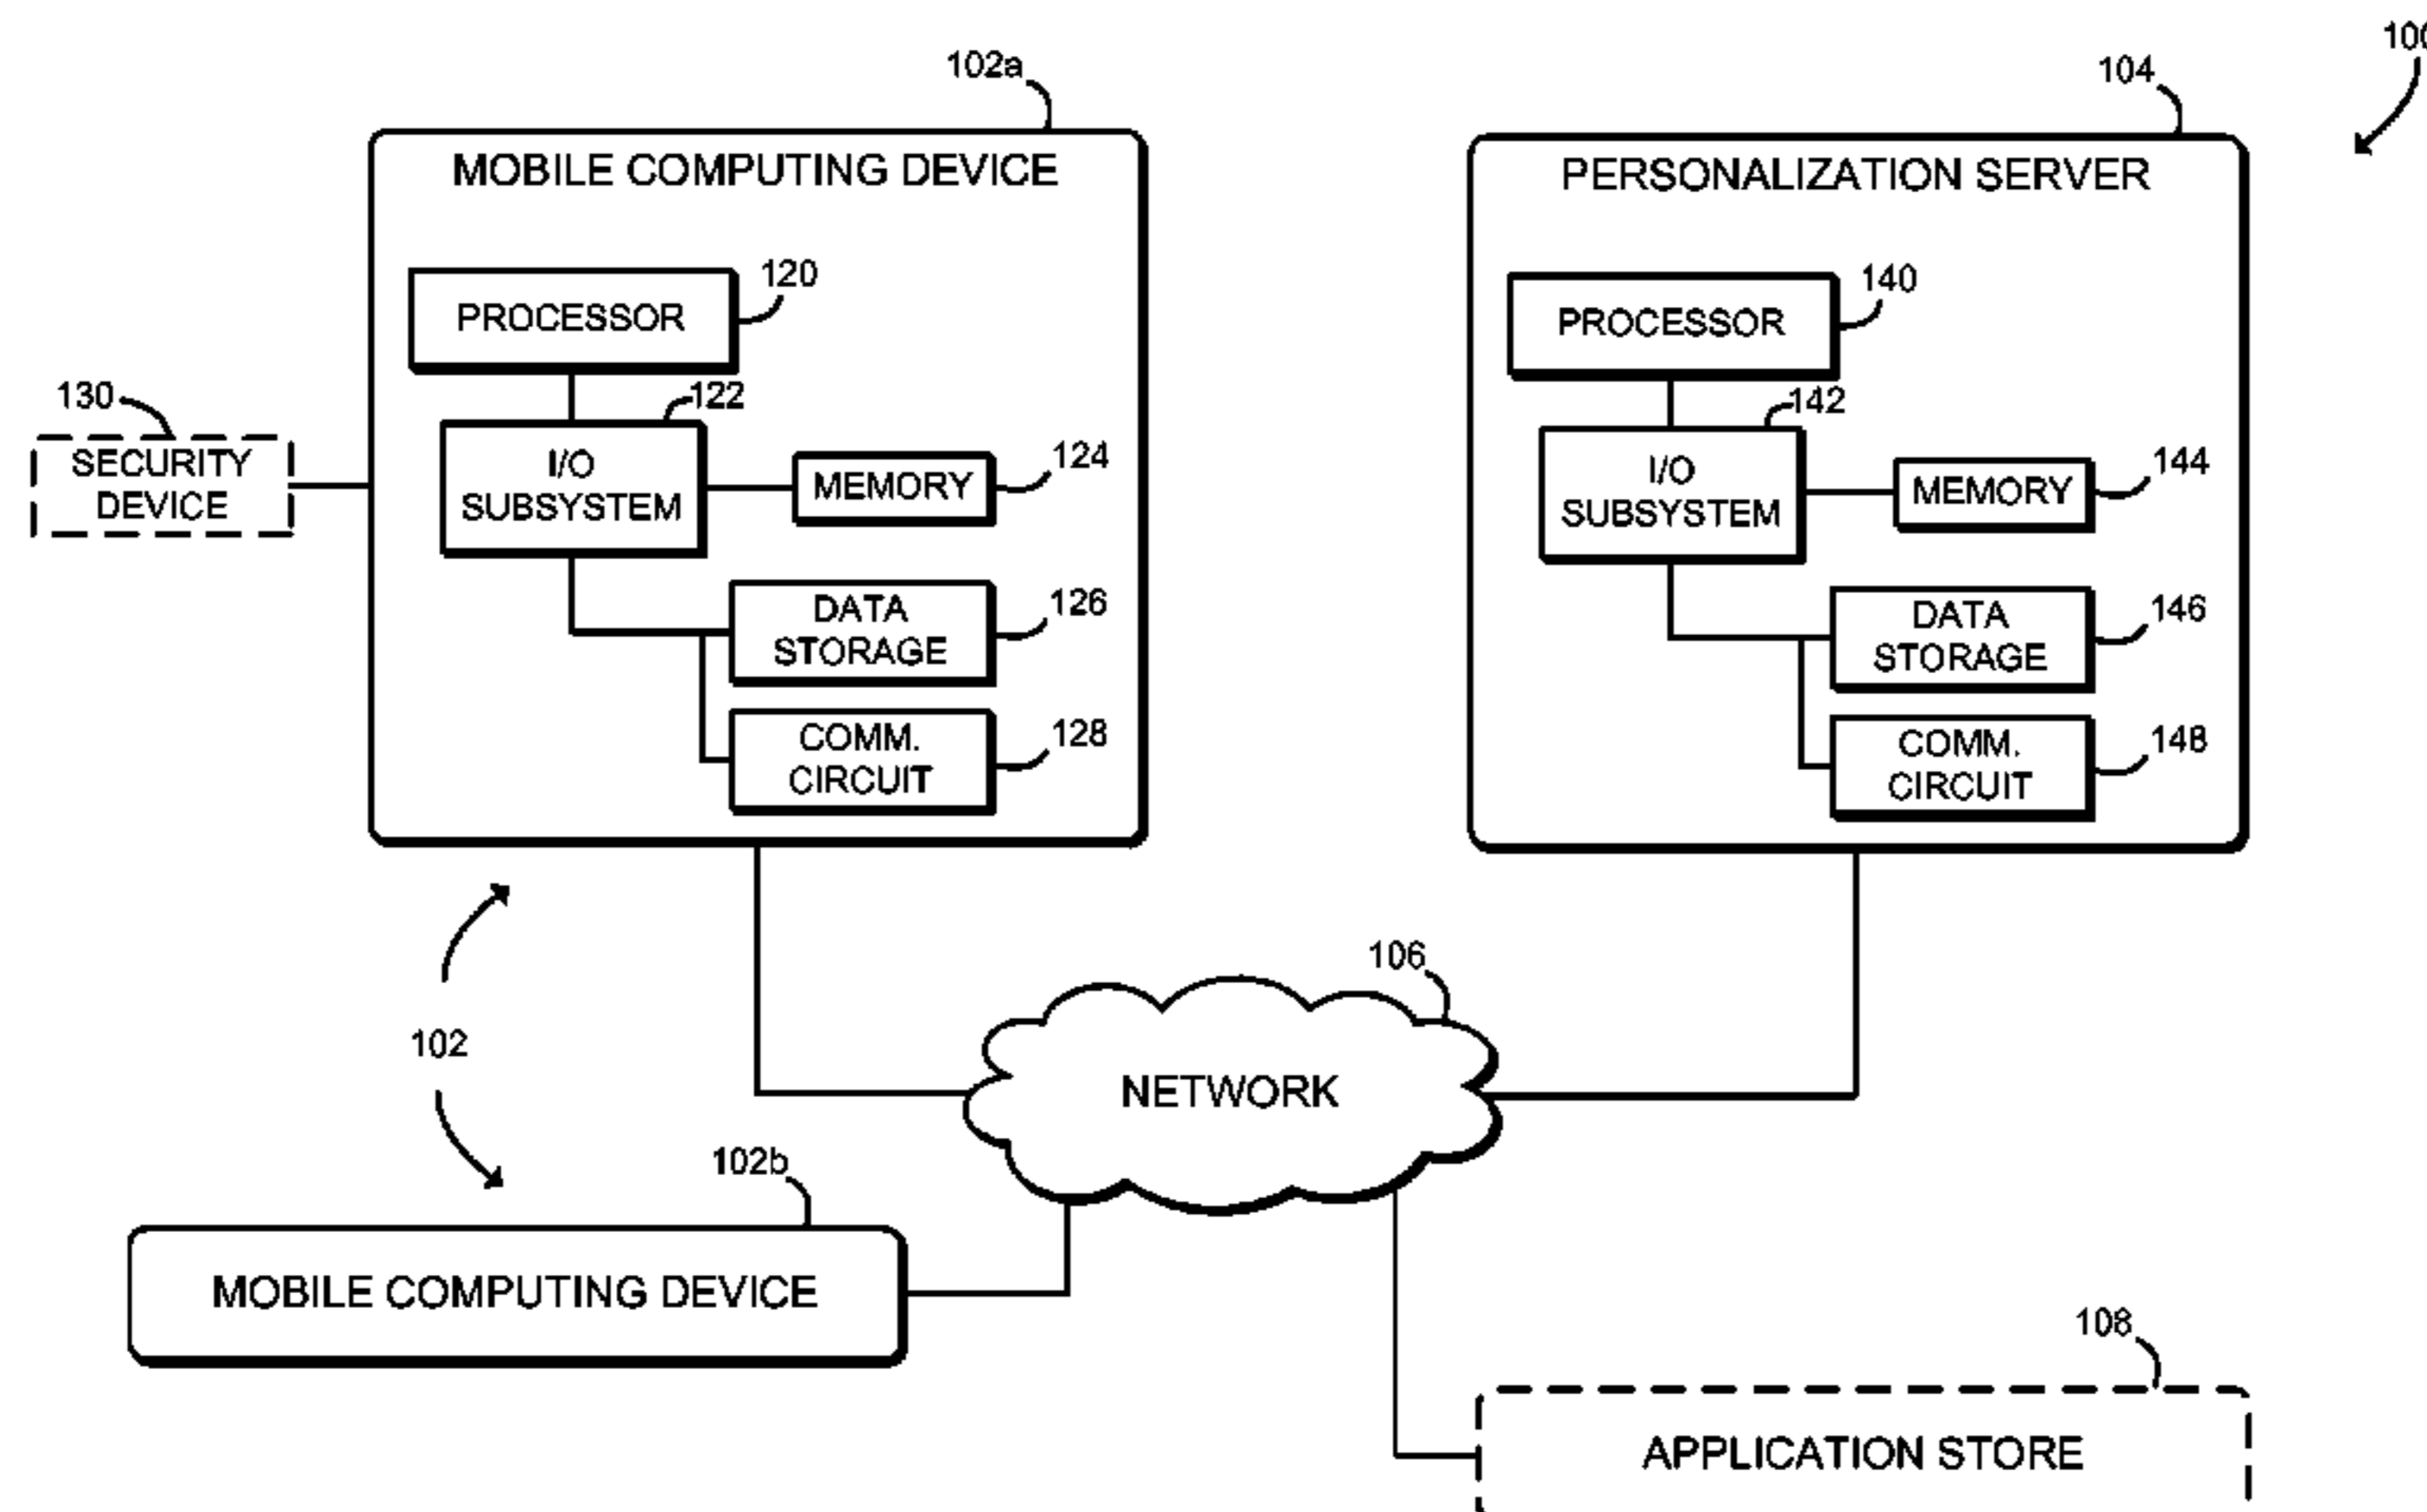 100
102a
104
MOBILE COMPUTING DEVICE
PERSONALIZATION SERVER
120
PROCESSOR
140
PROCESSOR
130
SECURITY
DEVICE
122
I/O
SUBSYSTEM
124
MEMORY
142
I/O
SUBSYSTEM
144
MEMORY
126
DATA
STORAGE
146
DATA
STORAGE
128
COMM.
CIRCUIT
148
COMM.
CIRCUIT
106
NETWORK
102
102b
MOBILE COMPUTING DEVICE
108
APPLICATION STORE